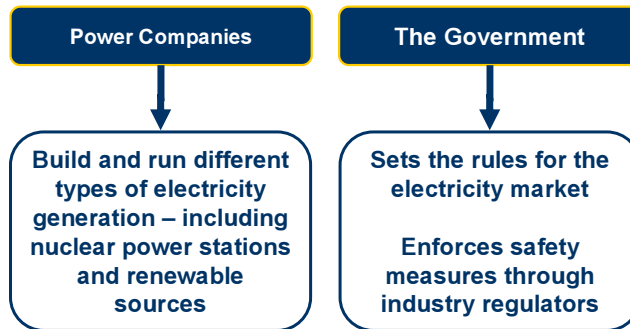 Power Companies
The Government
Build and run different
types of electricity
generation – including
nuclear power stations
and renewable
sources
Sets the rules for the
electricity market
Enforces safety
measures through
industry regulators